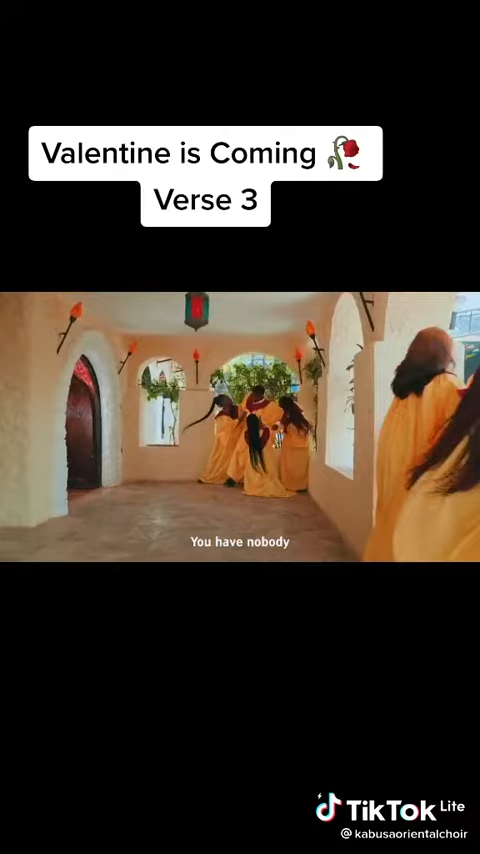 Valentine is Coming 🥀
Verse 3
You have nobody
TikTok Lite
@kabusaorientalchoir